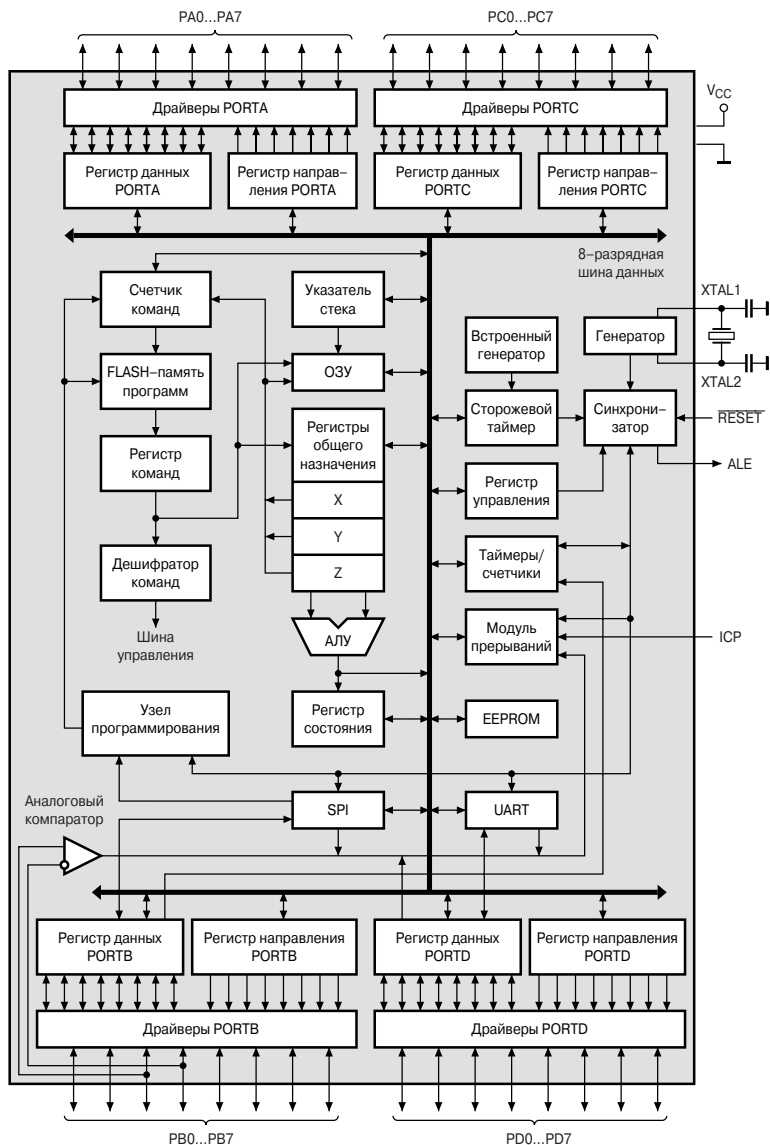 PA0...PA7
PC0...PC7
Драйверы PORTA
Драйверы PORTC
VCC
Регистр данных
PORTA
Регистр направ–
ления PORTA
Регистр данных
PORTC
Регистр направ–
ления PORTC
8–разрядная
шина данных
Счетчик
команд
Указатель
стека
Встроенный
генератор
Генератор
XTAL1
XTAL2
FLASH–память
программ
ОЗУ
Сторожевой
таймер
Синхрони–
затор
RESET
ALE
Регистр
команд
Регистры
общего
назначения
X
Y
Z
Регистр
управления
Дешифратор
команд
Таймеры/
счетчики
Шина
управления
АЛУ
Модуль
прерываний
ICP
Узел
программирования
Регистр
состояния
EEPROM
Аналоговый
компаратор
SPI
UART
Регистр данных
PORTB
Регистр направления
PORTB
Регистр данных
PORTD
Регистр направления
PORTD
Драйверы PORTB
Драйверы PORTD
PB0...PB7
PD0...PD7